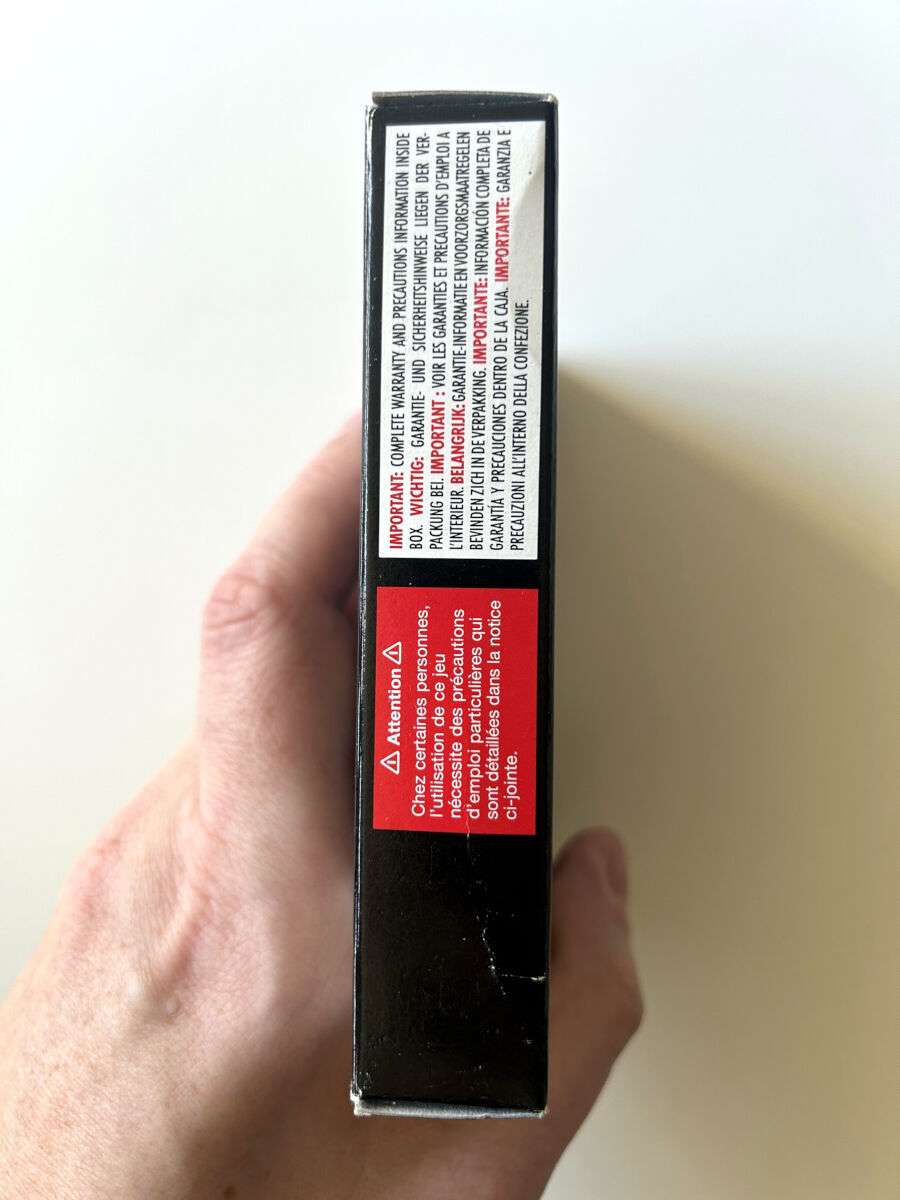 IMPORTANT: COMPLETE WARRANTY AND PRECAUTIONS INFORMATION INSIDE
BOX. WICHTIG: GARANTIE- UND SICHERHEITSHINWEISE LIEGEN DER VER-
PACKUNG BEI. IMPORTANT : VOIR LES GARANTIES ET PRECAUTIONS D'EMPLOI A
L'INTERIEUR. BELANGRIJK: GARANTIE-INFORMATIE EN VOORZORGSMAATREGELEN
BEVINDEN ZICH IN DE VERPAKKING. IMPORTANTE: INFORMACIÓN COMPLETA DE
GARANTÍA Y PRECAUCIONES DENTRO DE LA CAJA. IMPORTANTE: GARANZIA E
PRECAUZIONI ALL'INTERNO DELLA CONFEZIONE.
⚠ Attention ⚠
Chez certaines personnes,
l'utilisation de ce jeu
nécessite des précautions
d'emploi particulières qui
sont détaillées dans la notice
ci-jointe.